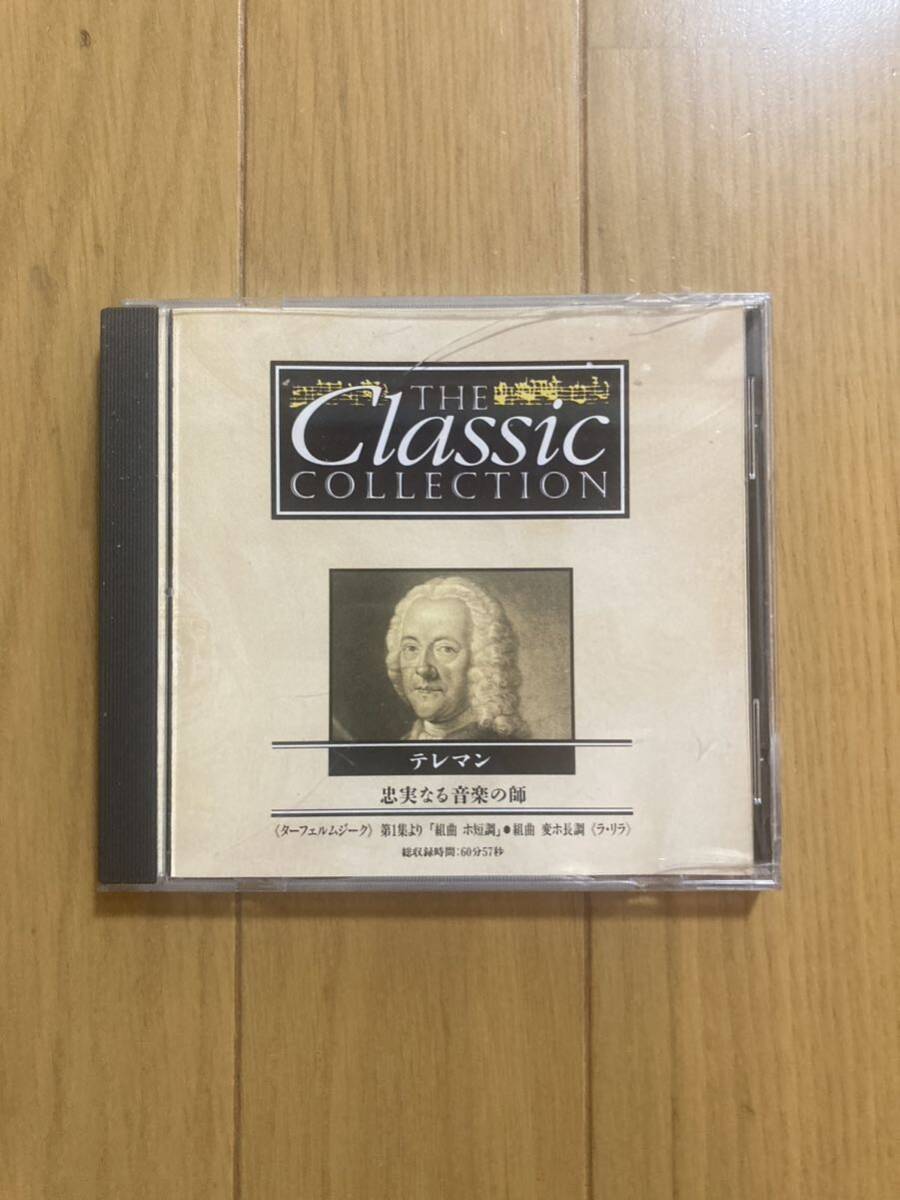 THE
Classic
COLLECTION
テレマン
忠実なる音楽の師
《ターフェルムジーク》 第1集より 「組曲 ホ短調」●組曲 変ホ長調 《ラ・リラ》
総収録時間:60分57秒